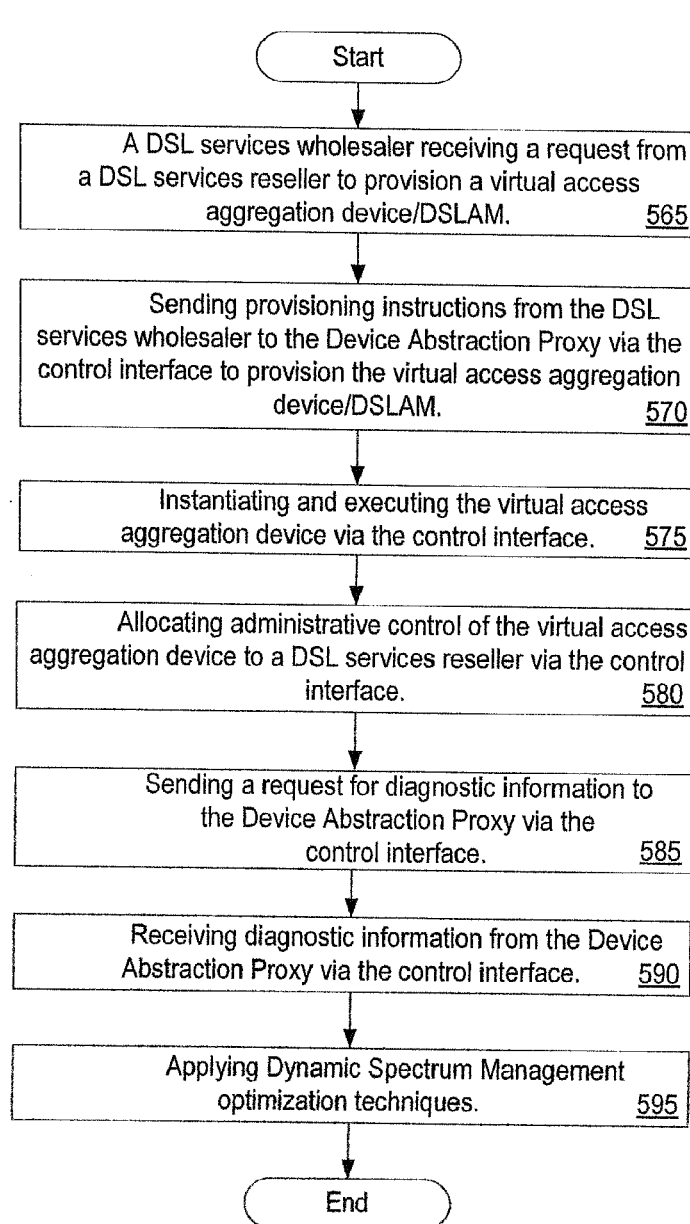 Start
A DSL services wholesaler receiving a request from
a DSL services reseller to provision a virtual access
aggregation device/DSLAM. 565
Sending provisioning instructions from the DSL
services wholesaler to the Device Abstraction Proxy via the
control interface to provision the virtual access aggregation
device/DSLAM. 570
Instantiating and executing the virtual access
aggregation device via the control interface. 575
Allocating administrative control of the virtual access
aggregation device to a DSL services reseller via the control
interface. 580
Sending a request for diagnostic information to
the Device Abstraction Proxy via the
control interface. 585
Receiving diagnostic information from the Device
Abstraction Proxy via the control interface. 590
Applying Dynamic Spectrum Management
optimization techniques. 595
End